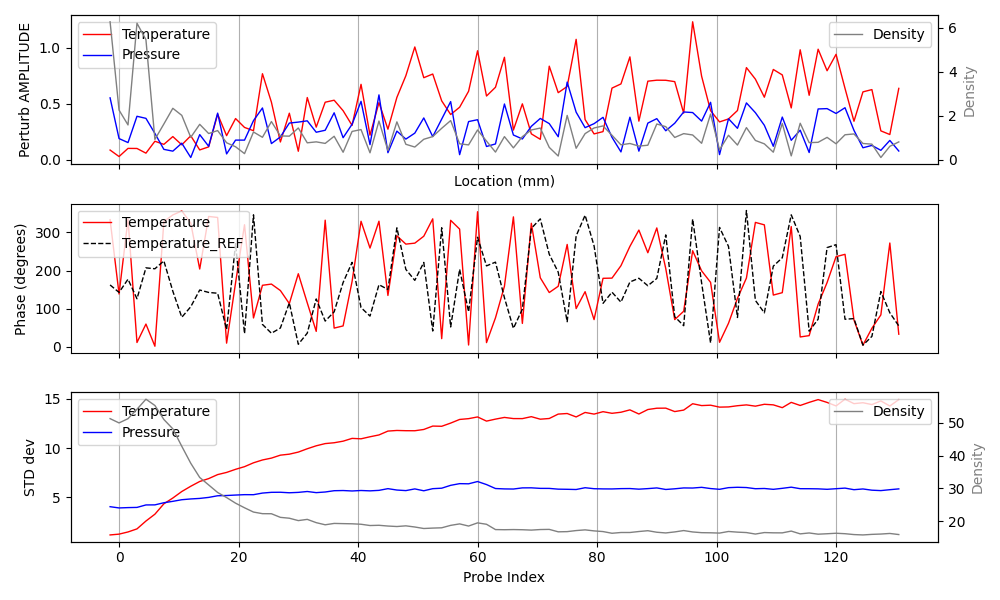 Temperature
Pressure
Density
Perturb AMPLITUDE
1.0
0.5
0.0
6
4
2
0
Density
Location (mm)
Temperature
Temperature_REF
Phase (degrees)
300
200
100
0
Temperature
Pressure
Density
STD dev
15
10
5
50
40
30
20
Density
0 20 40 60 80 100 120
Probe Index